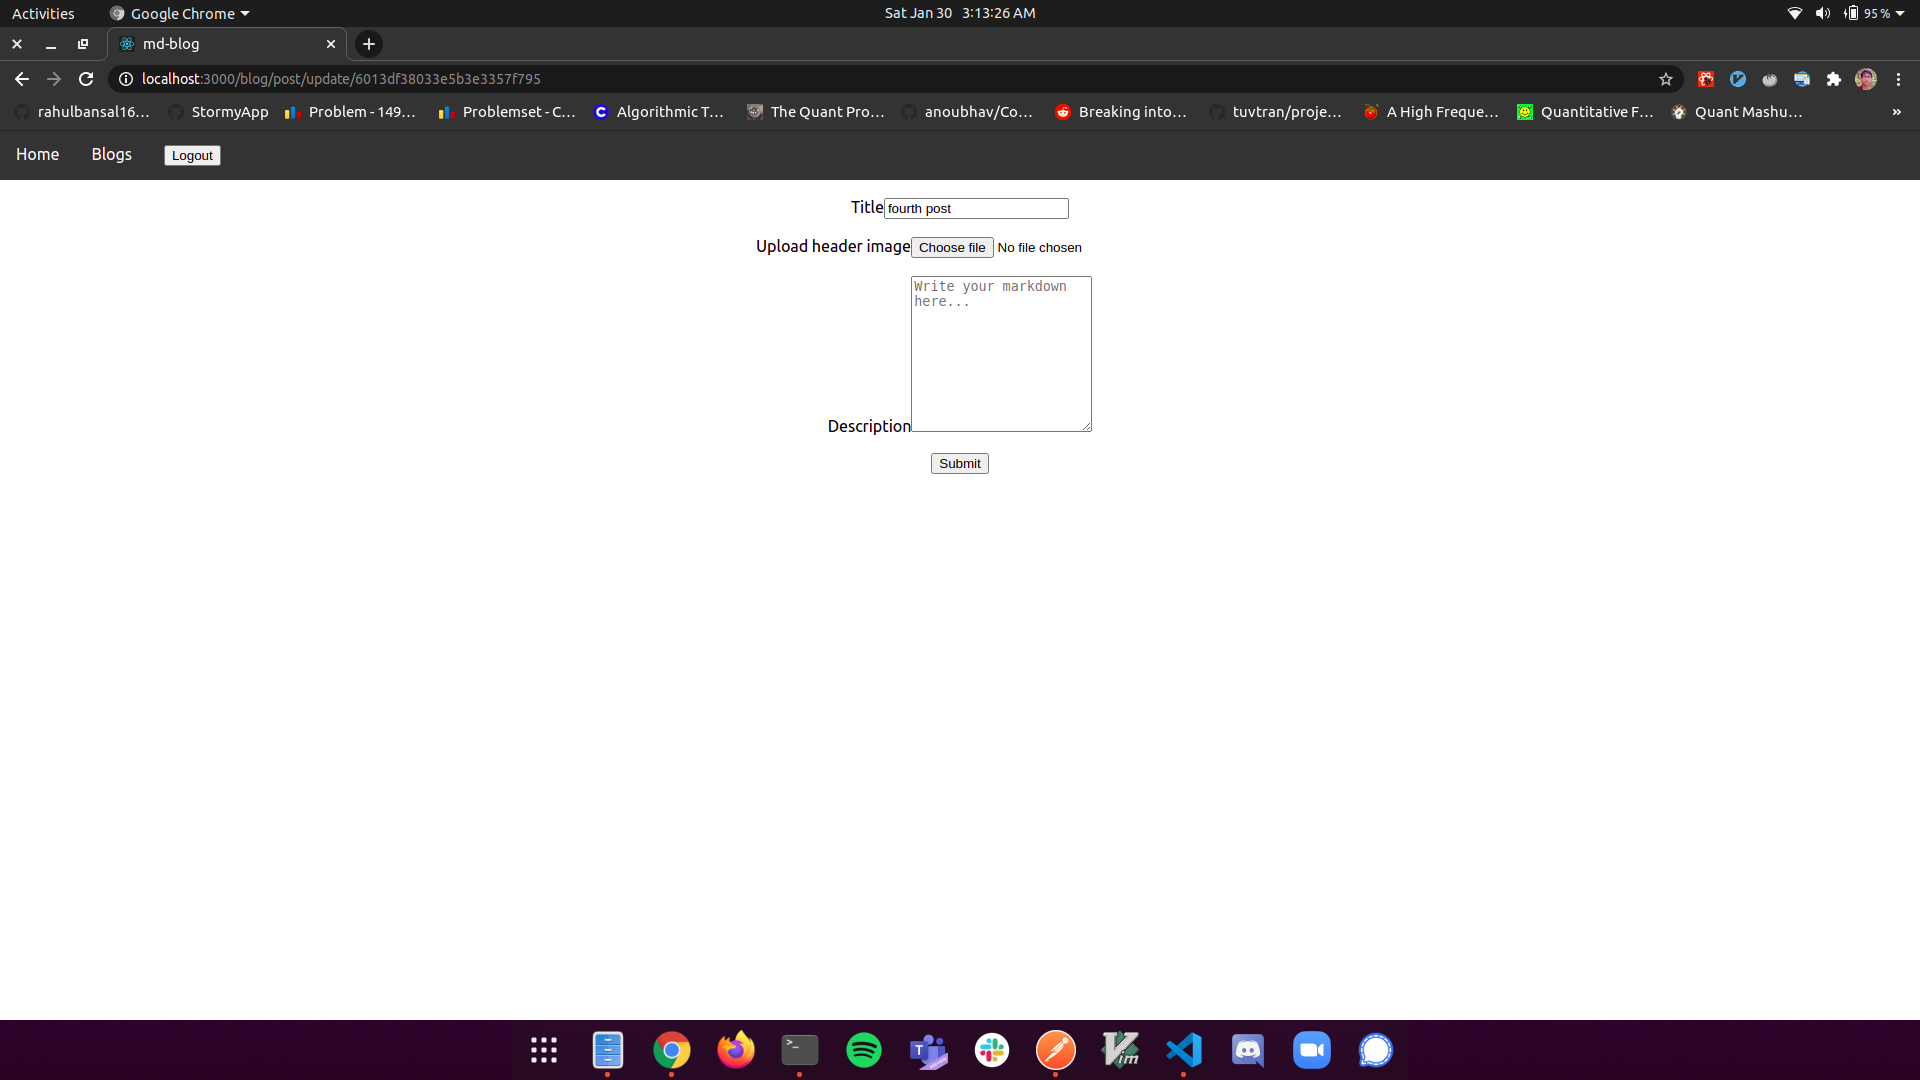 Activities Google Chrome Sat Jan 30 3:13:26 AM 95 %
md-blog
localhost:3000/blog/post/update/6013df38033e5b3e3357f795
rahulbansal16… StormyApp Problem - 149… Problemset - C… Algorithmic T… The Quant Pro… anoubhav/Co… Breaking into… tuvtran/proje… A High Freque… Quantitative F… Quant Mashu… »
Home Blogs Logout
Title fourth post
Upload header image Choose file No file chosen
Write your markdown
here...
Description
Submit